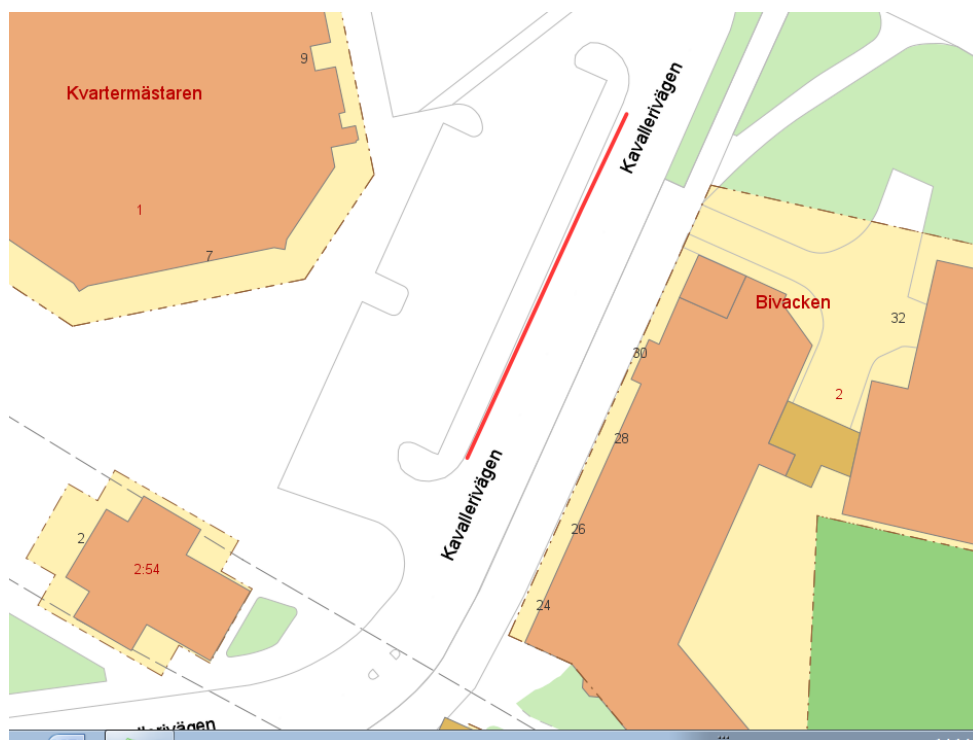 9
Kvartermästaren
Kavallerivägen
1
7
Bivacken
32
30
2
28
Kavallerivägen
26
2
2:54
24